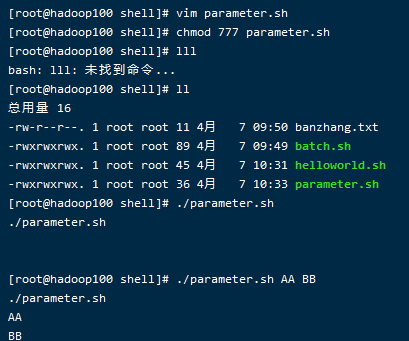 [root@hadoop100 shell]# vim parameter.sh
[root@hadoop100 shell]# chmod 777 parameter.sh
[root@hadoop100 shell]# lll
bash: lll: 未找到命令...
[root@hadoop100 shell]# ll
总用量 16
-rw-r--r--. 1 root root 11 4月   7 09:50 banzhang.txt
-rwxrwxrwx. 1 root root 89 4月   7 09:49 batch.sh
-rwxrwxrwx. 1 root root 45 4月   7 10:31 helloworld.sh
-rwxrwxrwx. 1 root root 36 4月   7 10:33 parameter.sh
[root@hadoop100 shell]# ./parameter.sh
./parameter.sh
[root@hadoop100 shell]# ./parameter.sh AA BB
./parameter.sh
AA
BB